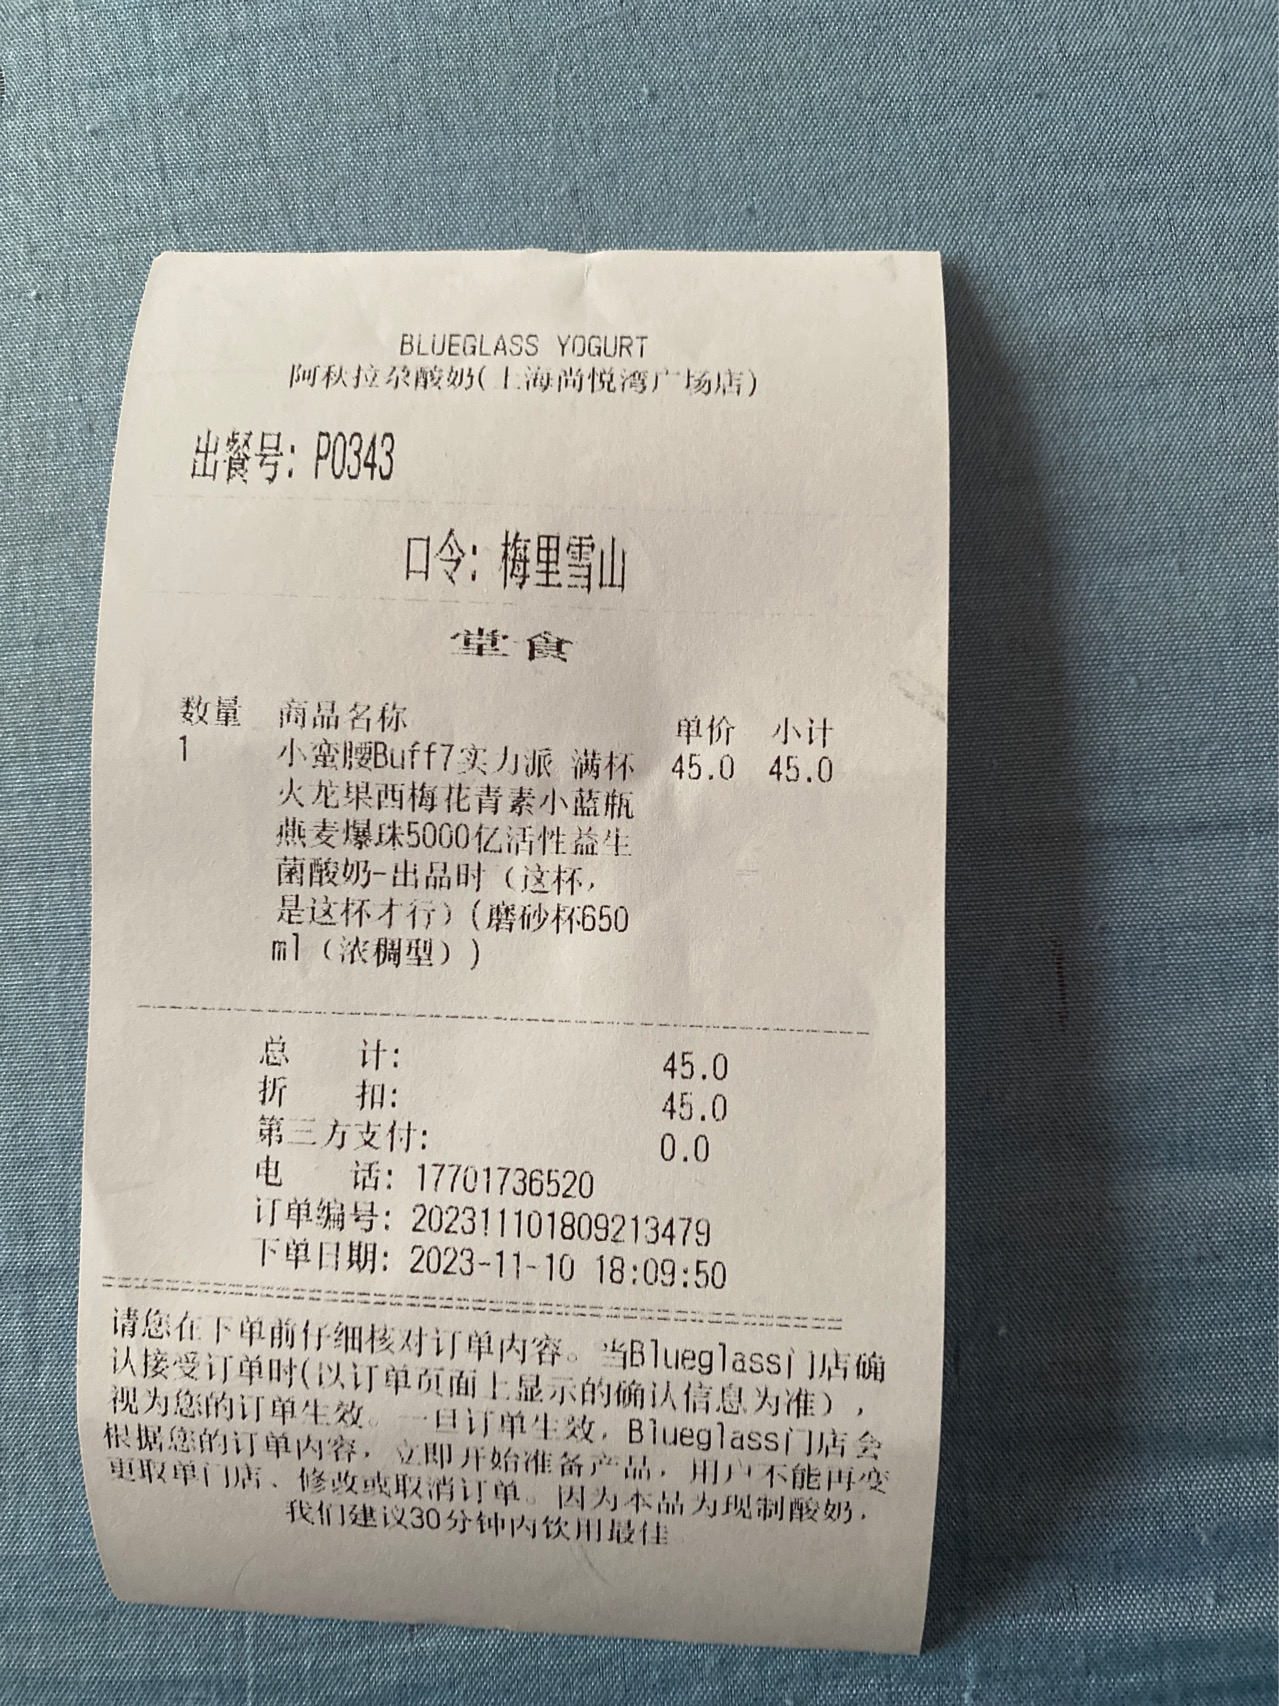 BLUEGLASS YOGURT
阿秋拉尕酸奶(上海尚悦湾广场店)
出餐号: P0343
口令: 梅里雪山
堂食
数量 商品名称 单价 小计
1 小蛮腰Buff7实力派 满杯 45.0 45.0
火龙果西梅花青素小蓝瓶
燕麦爆珠5000亿活性益生
菌酸奶-出品时（这杯，
是这杯才行）(磨砂杯650
ml（浓稠型）)
总 计: 45.0
折 扣: 45.0
第三方支付: 0.0
电 话: 17701736520
订单编号: 202311101809213479
下单日期: 2023-11-10 18:09:50
请您在下单前仔细核对订单内容。当Blueglass门店确
认接受订单时(以订单页面上显示的确认信息为准)，
视为您的订单生效。一旦订单生效，Blueglass门店会
根据您的订单内容，立即开始准备产品，用户不能再变
更取单门店、修改或取消订单。因为本品为现制酸奶，
我们建议30分钟内饮用最佳